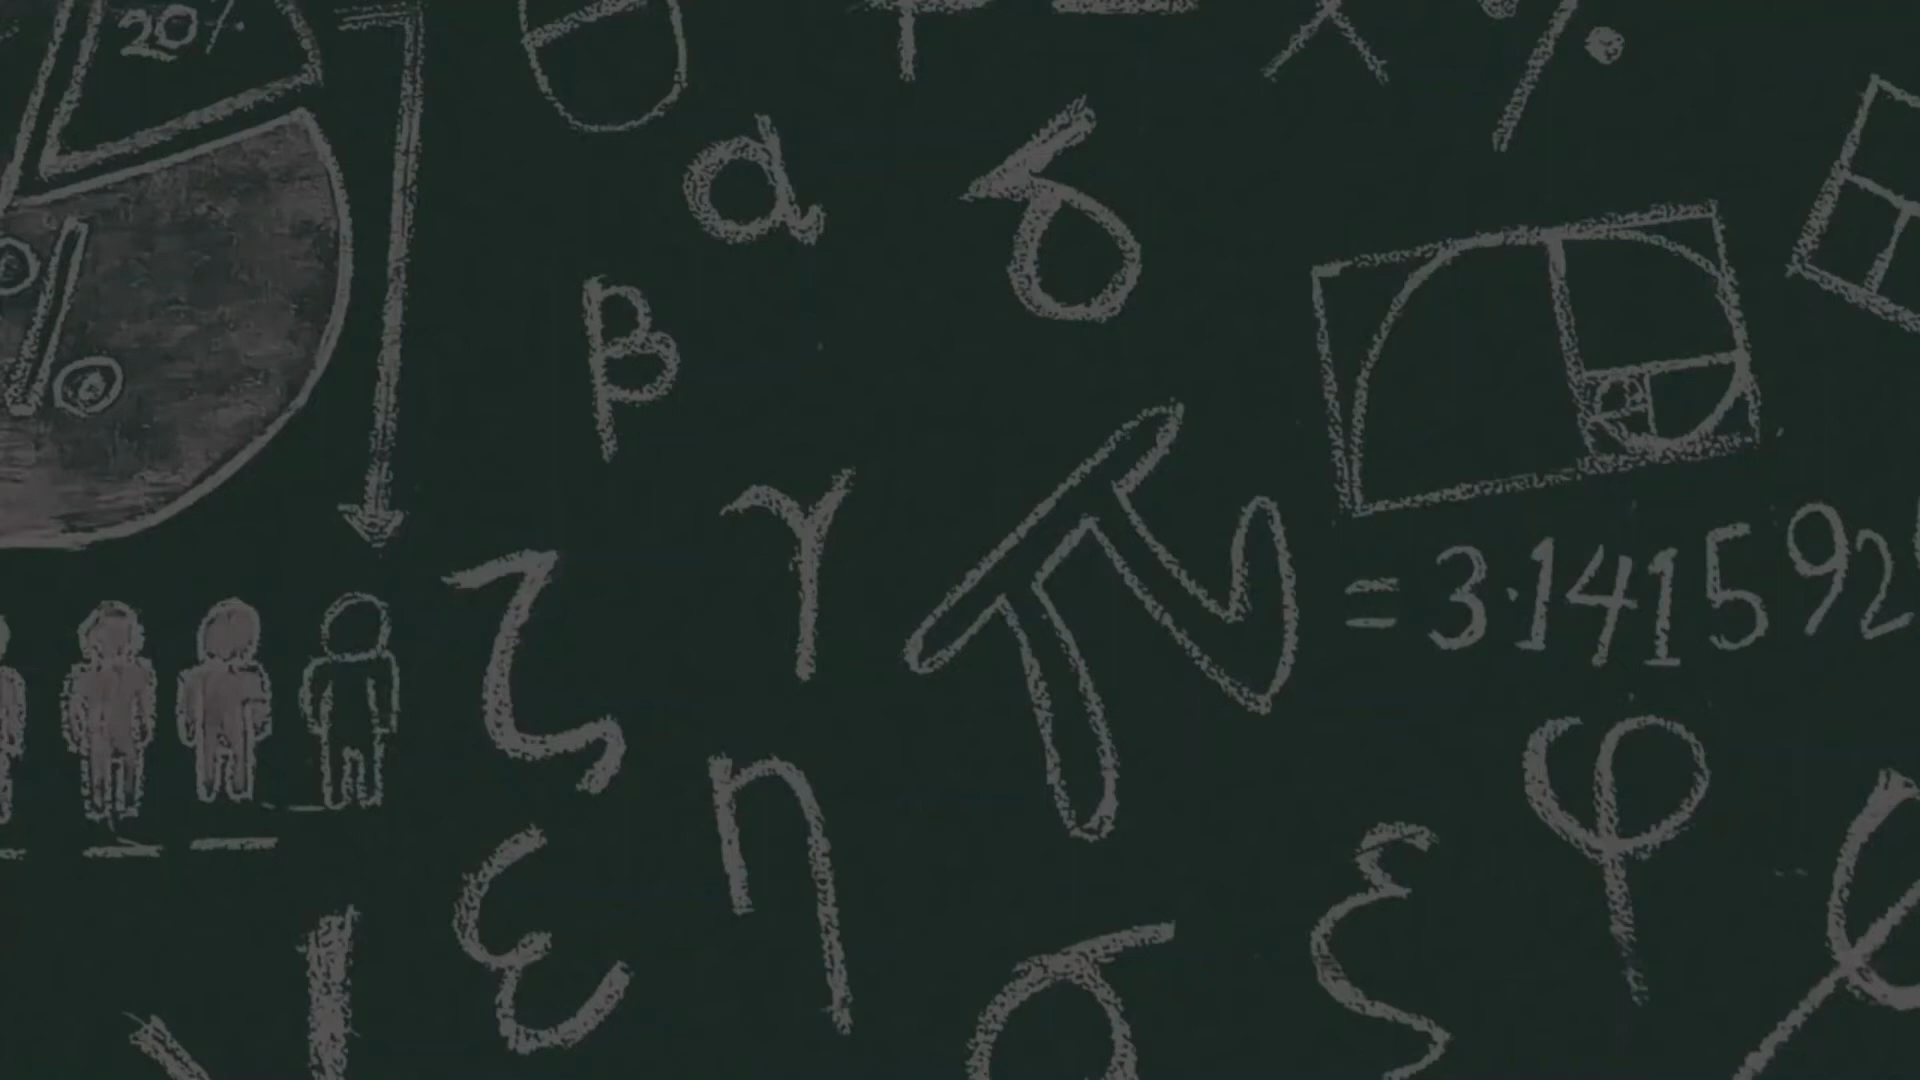 20%
θ + - x %
α δ
β
%
γ
π = 3.141592
ζ
η φ
ε ξ
σ